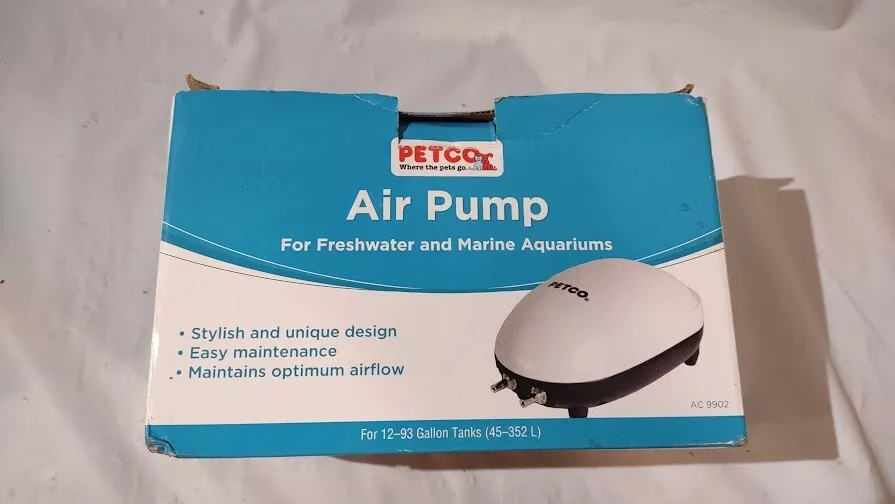 PETCO
Where the pets go.
Air Pump
For Freshwater and Marine Aquariums
PETCO
• Stylish and unique design
• Easy maintenance
• Maintains optimum airflow
AC 9902
For 12–93 Gallon Tanks (45–352 L)